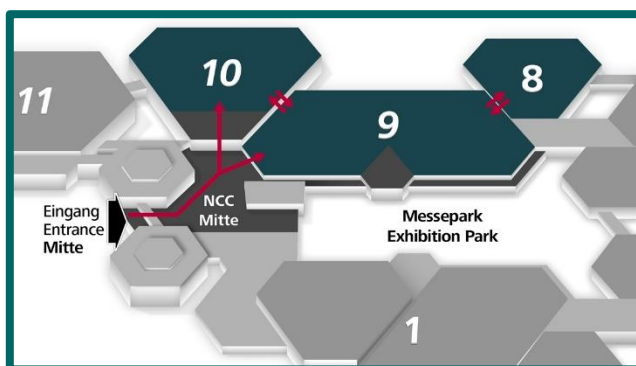 10
8
11
9
NCC
Mitte
Eingang
Entrance
Mitte
Messepark
Exhibition Park
1